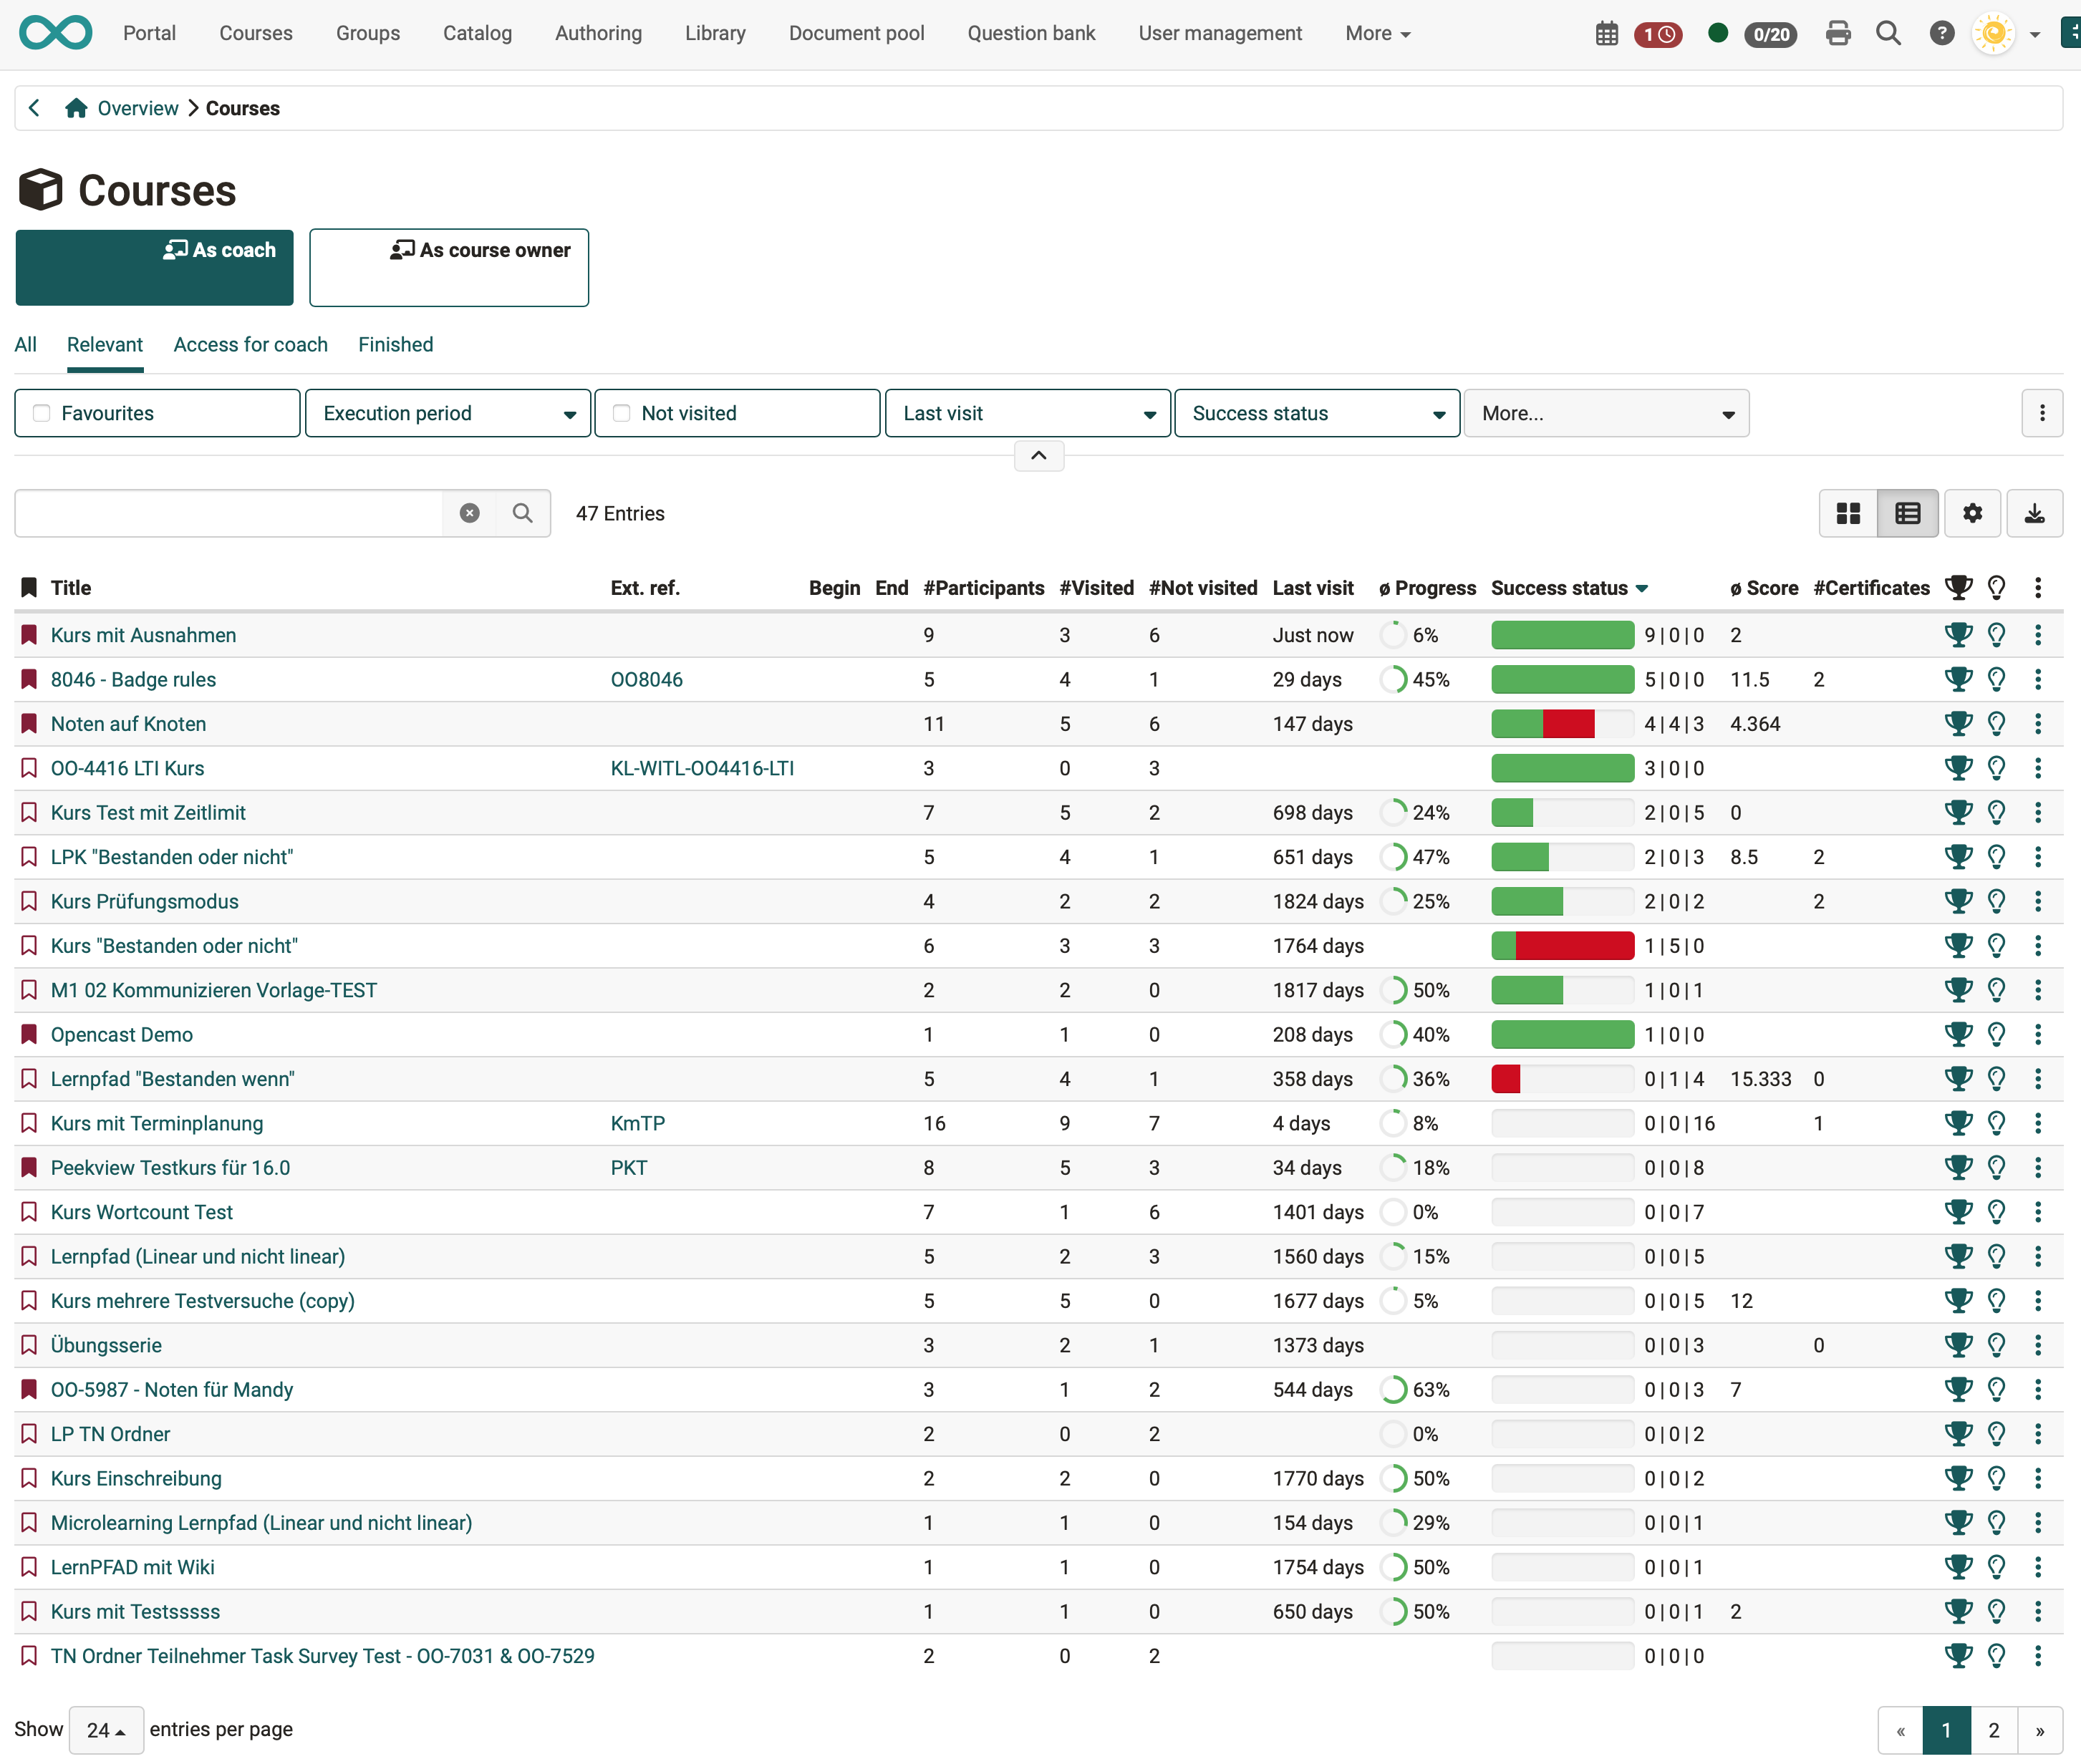 Portal Courses Groups Catalog Authoring Library Document pool Question bank User management More 1 0/20 ?
Overview Courses
Courses
As coach As course owner
All Relevant Access for coach Finished
Favourites Execution period Not visited Last visit Success status More...
47 Entries
Title Ext. ref. Begin End #Participants #Visited #Not visited Last visit ø Progress Success status ø Score #Certificates
Kurs mit Ausnahmen 9 3 6 Just now 6% 9 | 0 | 0 2
8046 - Badge rules OO8046 5 4 1 29 days 45% 5 | 0 | 0 11.5 2
Noten auf Knoten 11 5 6 147 days 4 | 4 | 3 4.364
OO-4416 LTI Kurs KL-WITL-OO4416-LTI 3 0 3 3 | 0 | 0
Kurs Test mit Zeitlimit 7 5 2 698 days 24% 2 | 0 | 5 0
LPK "Bestanden oder nicht" 5 4 1 651 days 47% 2 | 0 | 3 8.5 2
Kurs Prüfungsmodus 4 2 2 1824 days 25% 2 | 0 | 2 2
Kurs "Bestanden oder nicht" 6 3 3 1764 days 1 | 5 | 0
M1 02 Kommunizieren Vorlage-TEST 2 2 0 1817 days 50% 1 | 0 | 1
Opencast Demo 1 1 0 208 days 40% 1 | 0 | 0
Lernpfad "Bestanden wenn" 5 4 1 358 days 36% 0 | 1 | 4 15.333 0
Kurs mit Terminplanung KmTP 16 9 7 4 days 8% 0 | 0 | 16 1
Peekview Testkurs für 16.0 PKT 8 5 3 34 days 18% 0 | 0 | 8
Kurs Wortcount Test 7 1 6 1401 days 0% 0 | 0 | 7
Lernpfad (Linear und nicht linear) 5 2 3 1560 days 15% 0 | 0 | 5
Kurs mehrere Testversuche (copy) 5 5 0 1677 days 5% 0 | 0 | 5 12
Übungsserie 3 2 1 1373 days 0 | 0 | 3 0
OO-5987 - Noten für Mandy 3 1 2 544 days 63% 0 | 0 | 3 7
LP TN Ordner 2 0 2 0% 0 | 0 | 2
Kurs Einschreibung 2 2 0 1770 days 50% 0 | 0 | 2
Microlearning Lernpfad (Linear und nicht linear) 1 1 0 154 days 29% 0 | 0 | 1
LernPFAD mit Wiki 1 1 0 1754 days 50% 0 | 0 | 1
Kurs mit Testsssss 1 1 0 650 days 50% 0 | 0 | 1 2
TN Ordner Teilnehmer Task Survey Test - OO-7031 & OO-7529 2 0 2 0 | 0 | 0
Show 24 entries per page « 1 2 »